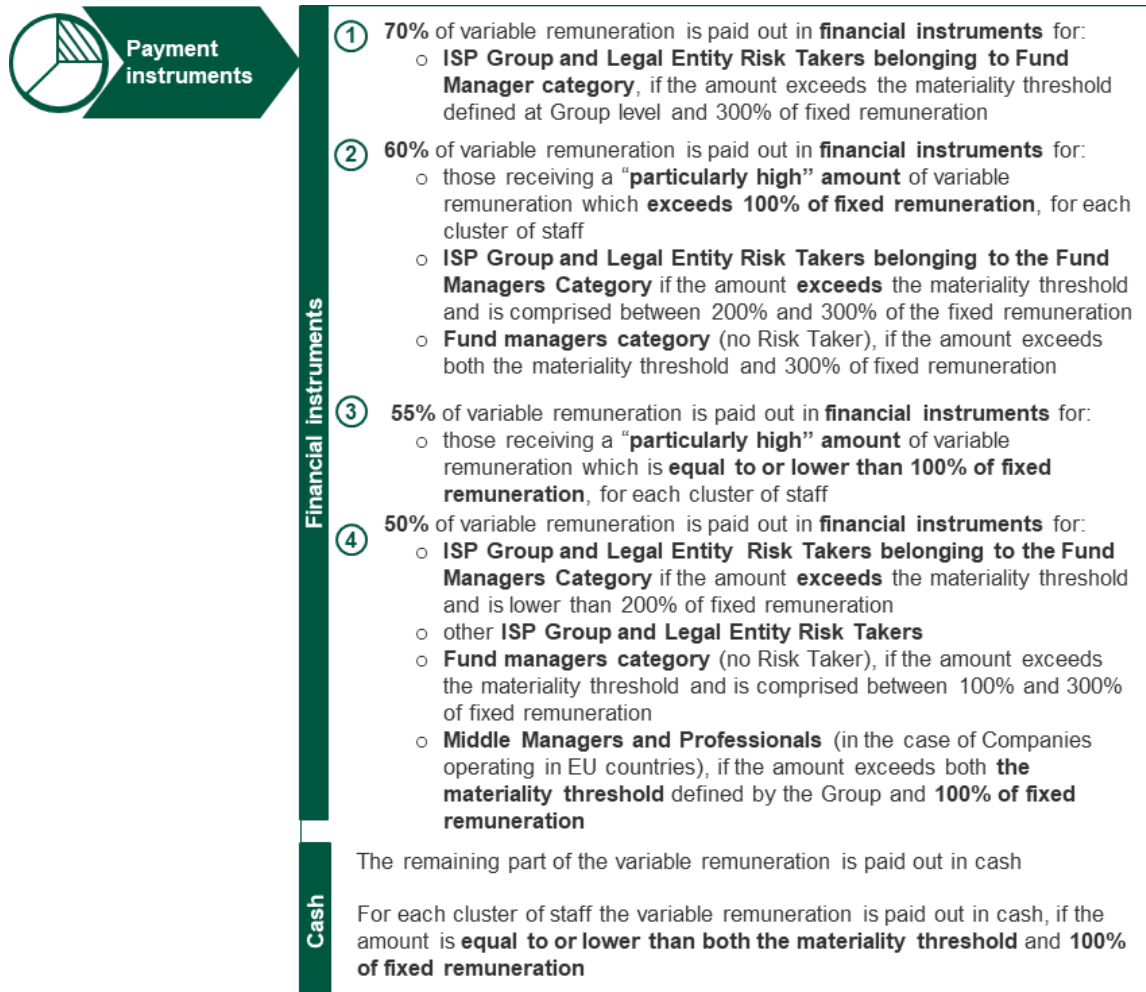 Payment
instruments
Financial instruments
1 70% of variable remuneration is paid out in financial instruments for:
o ISP Group and Legal Entity Risk Takers belonging to Fund
Manager category, if the amount exceeds the materiality threshold
defined at Group level and 300% of fixed remuneration
2 60% of variable remuneration is paid out in financial instruments for:
o those receiving a “particularly high” amount of variable
remuneration which exceeds 100% of fixed remuneration, for each
cluster of staff
o ISP Group and Legal Entity Risk Takers belonging to the Fund
Managers Category if the amount exceeds the materiality threshold
and is comprised between 200% and 300% of the fixed remuneration
o Fund managers category (no Risk Taker), if the amount exceeds
both the materiality threshold and 300% of fixed remuneration
3 55% of variable remuneration is paid out in financial instruments for:
o those receiving a “particularly high” amount of variable
remuneration which is equal to or lower than 100% of fixed
remuneration, for each cluster of staff
4 50% of variable remuneration is paid out in financial instruments for:
o ISP Group and Legal Entity Risk Takers belonging to the Fund
Managers Category if the amount exceeds the materiality threshold
and is lower than 200% of fixed remuneration
o other ISP Group and Legal Entity Risk Takers
o Fund managers category (no Risk Taker), if the amount exceeds
the materiality threshold and is comprised between 100% and 300%
of fixed remuneration
o Middle Managers and Professionals (in the case of Companies
operating in EU countries), if the amount exceeds both the
materiality threshold defined by the Group and 100% of fixed
remuneration
Cash
The remaining part of the variable remuneration is paid out in cash
For each cluster of staff the variable remuneration is paid out in cash, if the
amount is equal to or lower than both the materiality threshold and 100%
of fixed remuneration